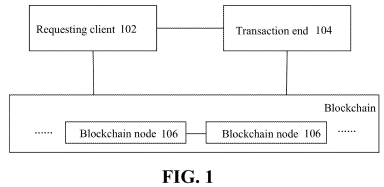 Requesting client 102
Transaction end 104
Blockchain
...... Blockchain node 106 Blockchain node 106 ......
FIG. 1